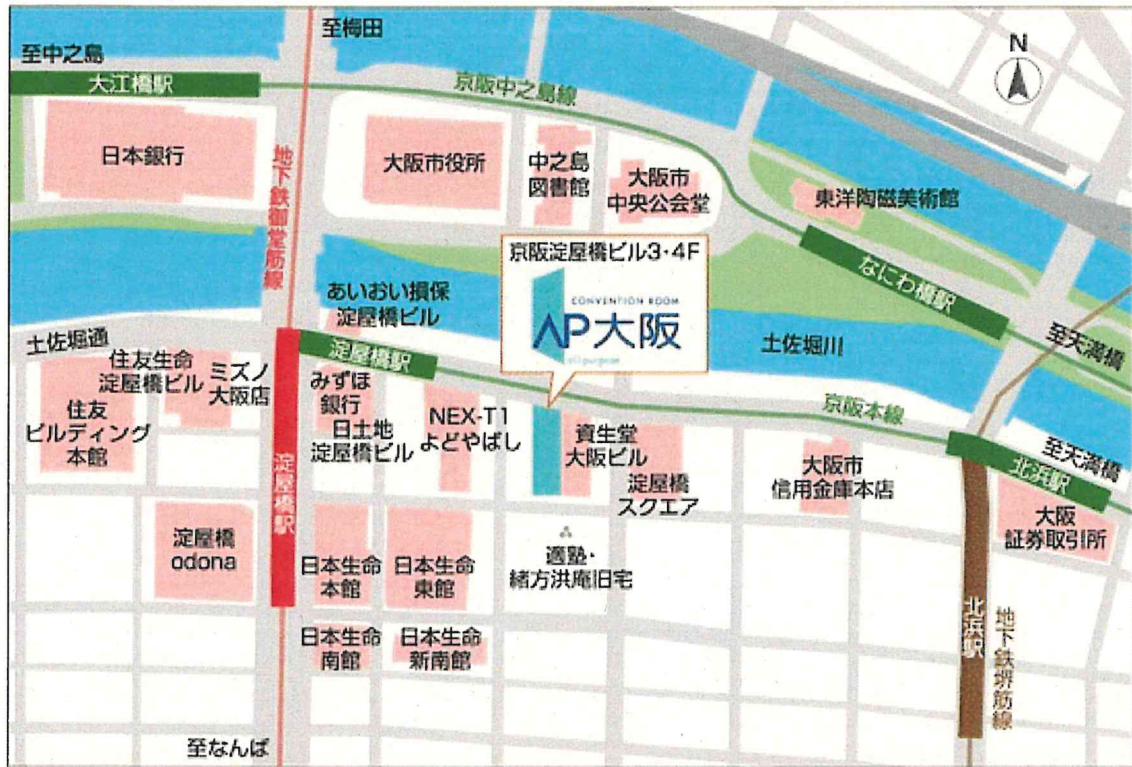 至梅田
至中之島
N
大江橋駅
京阪中之島線
日本銀行
地下鉄御堂筋線
大阪市役所
中之島
図書館
大阪市
中央公会堂
東洋陶磁美術館
京阪淀屋橋ビル3・4F
CONVENTION ROOM
AP大阪
all purpose
なにわ橋駅
あいおい損保
淀屋橋ビル
土佐堀川
至天満橋
土佐堀通
住友生命
淀屋橋ビル
ミズノ
大阪店
淀屋橋駅
みずほ
銀行
京阪本線
住友
ビルディング
本館
日土地
淀屋橋ビル
NEX-T1
よどやばし
資生堂
大阪ビル
淀屋橋
スクエア
大阪市
信用金庫本店
至天満橋
北浜駅
淀屋橋駅
大阪
証券取引所
淀屋橋
odona
日本生命
本館
日本生命
東館
適塾・
緒方洪庵旧宅
北浜駅
地下鉄堺筋線
日本生命
南館
日本生命
新南館
至なんば